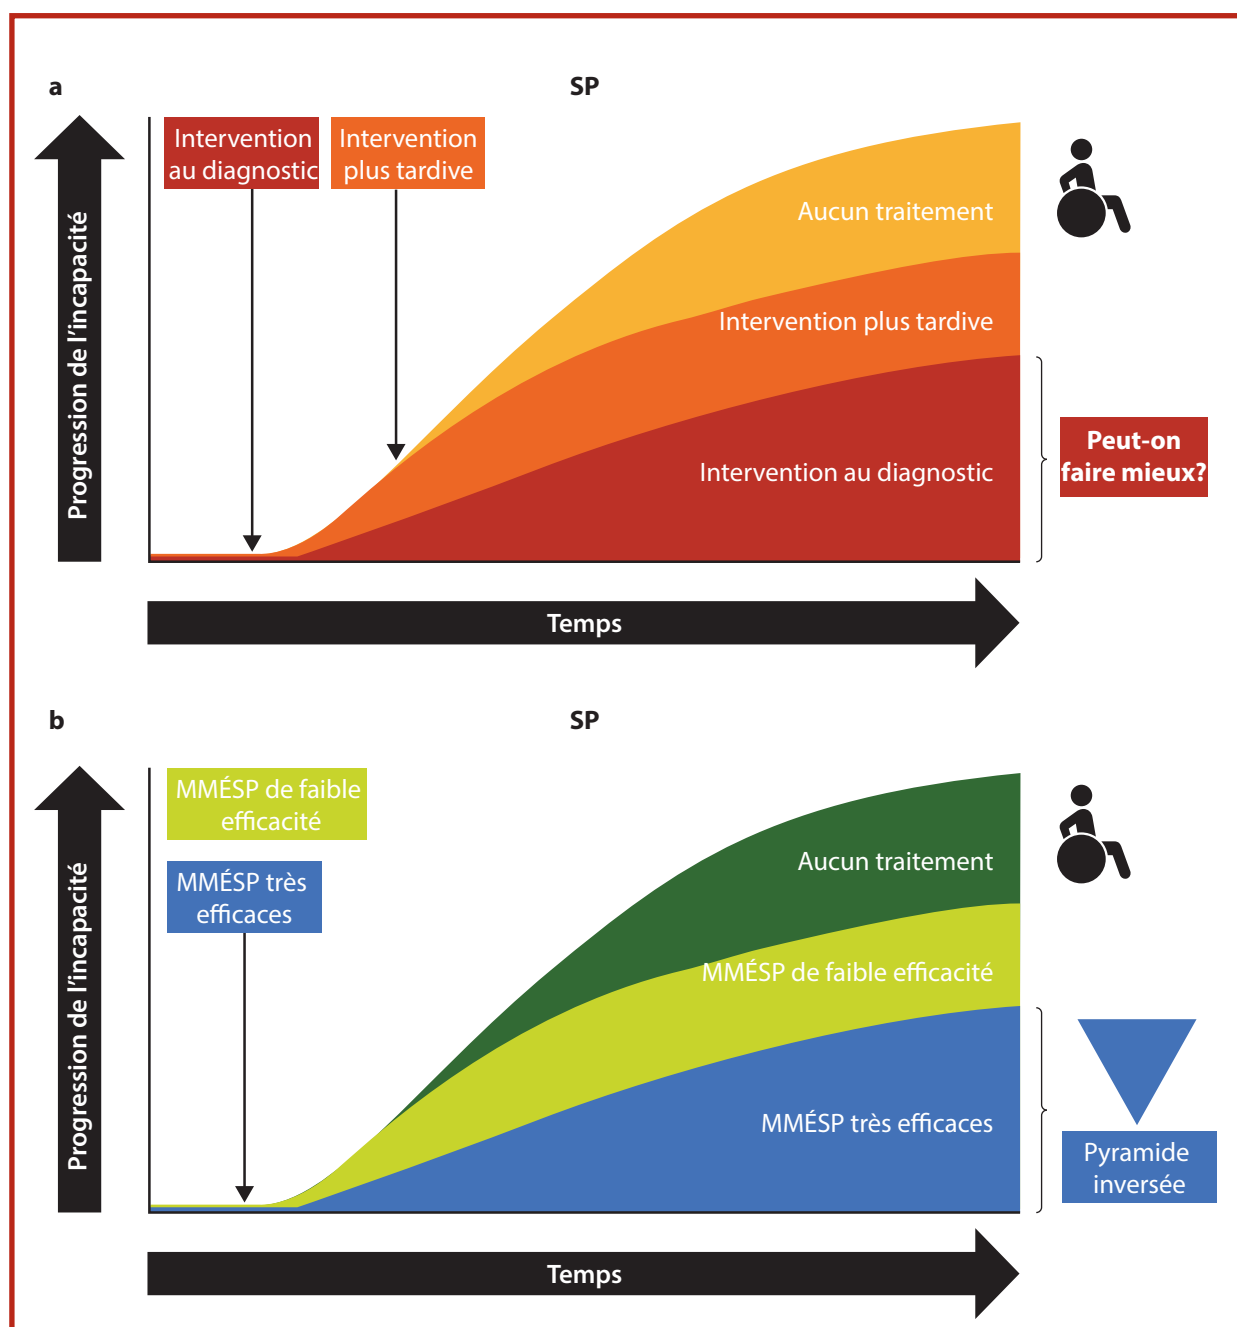 a
SP
Intervention
au diagnostic
Intervention
plus tardive
Progression de l’incapacité
Aucun traitement
Intervention plus tardive
Intervention au diagnostic
Peut-on
faire mieux?
Temps
b
SP
MMÉSP de faible
efficacité
MMÉSP très
efficaces
Progression de l’incapacité
Aucun traitement
MMÉSP de faible efficacité
MMÉSP très efficaces
Pyramide
inversée
Temps